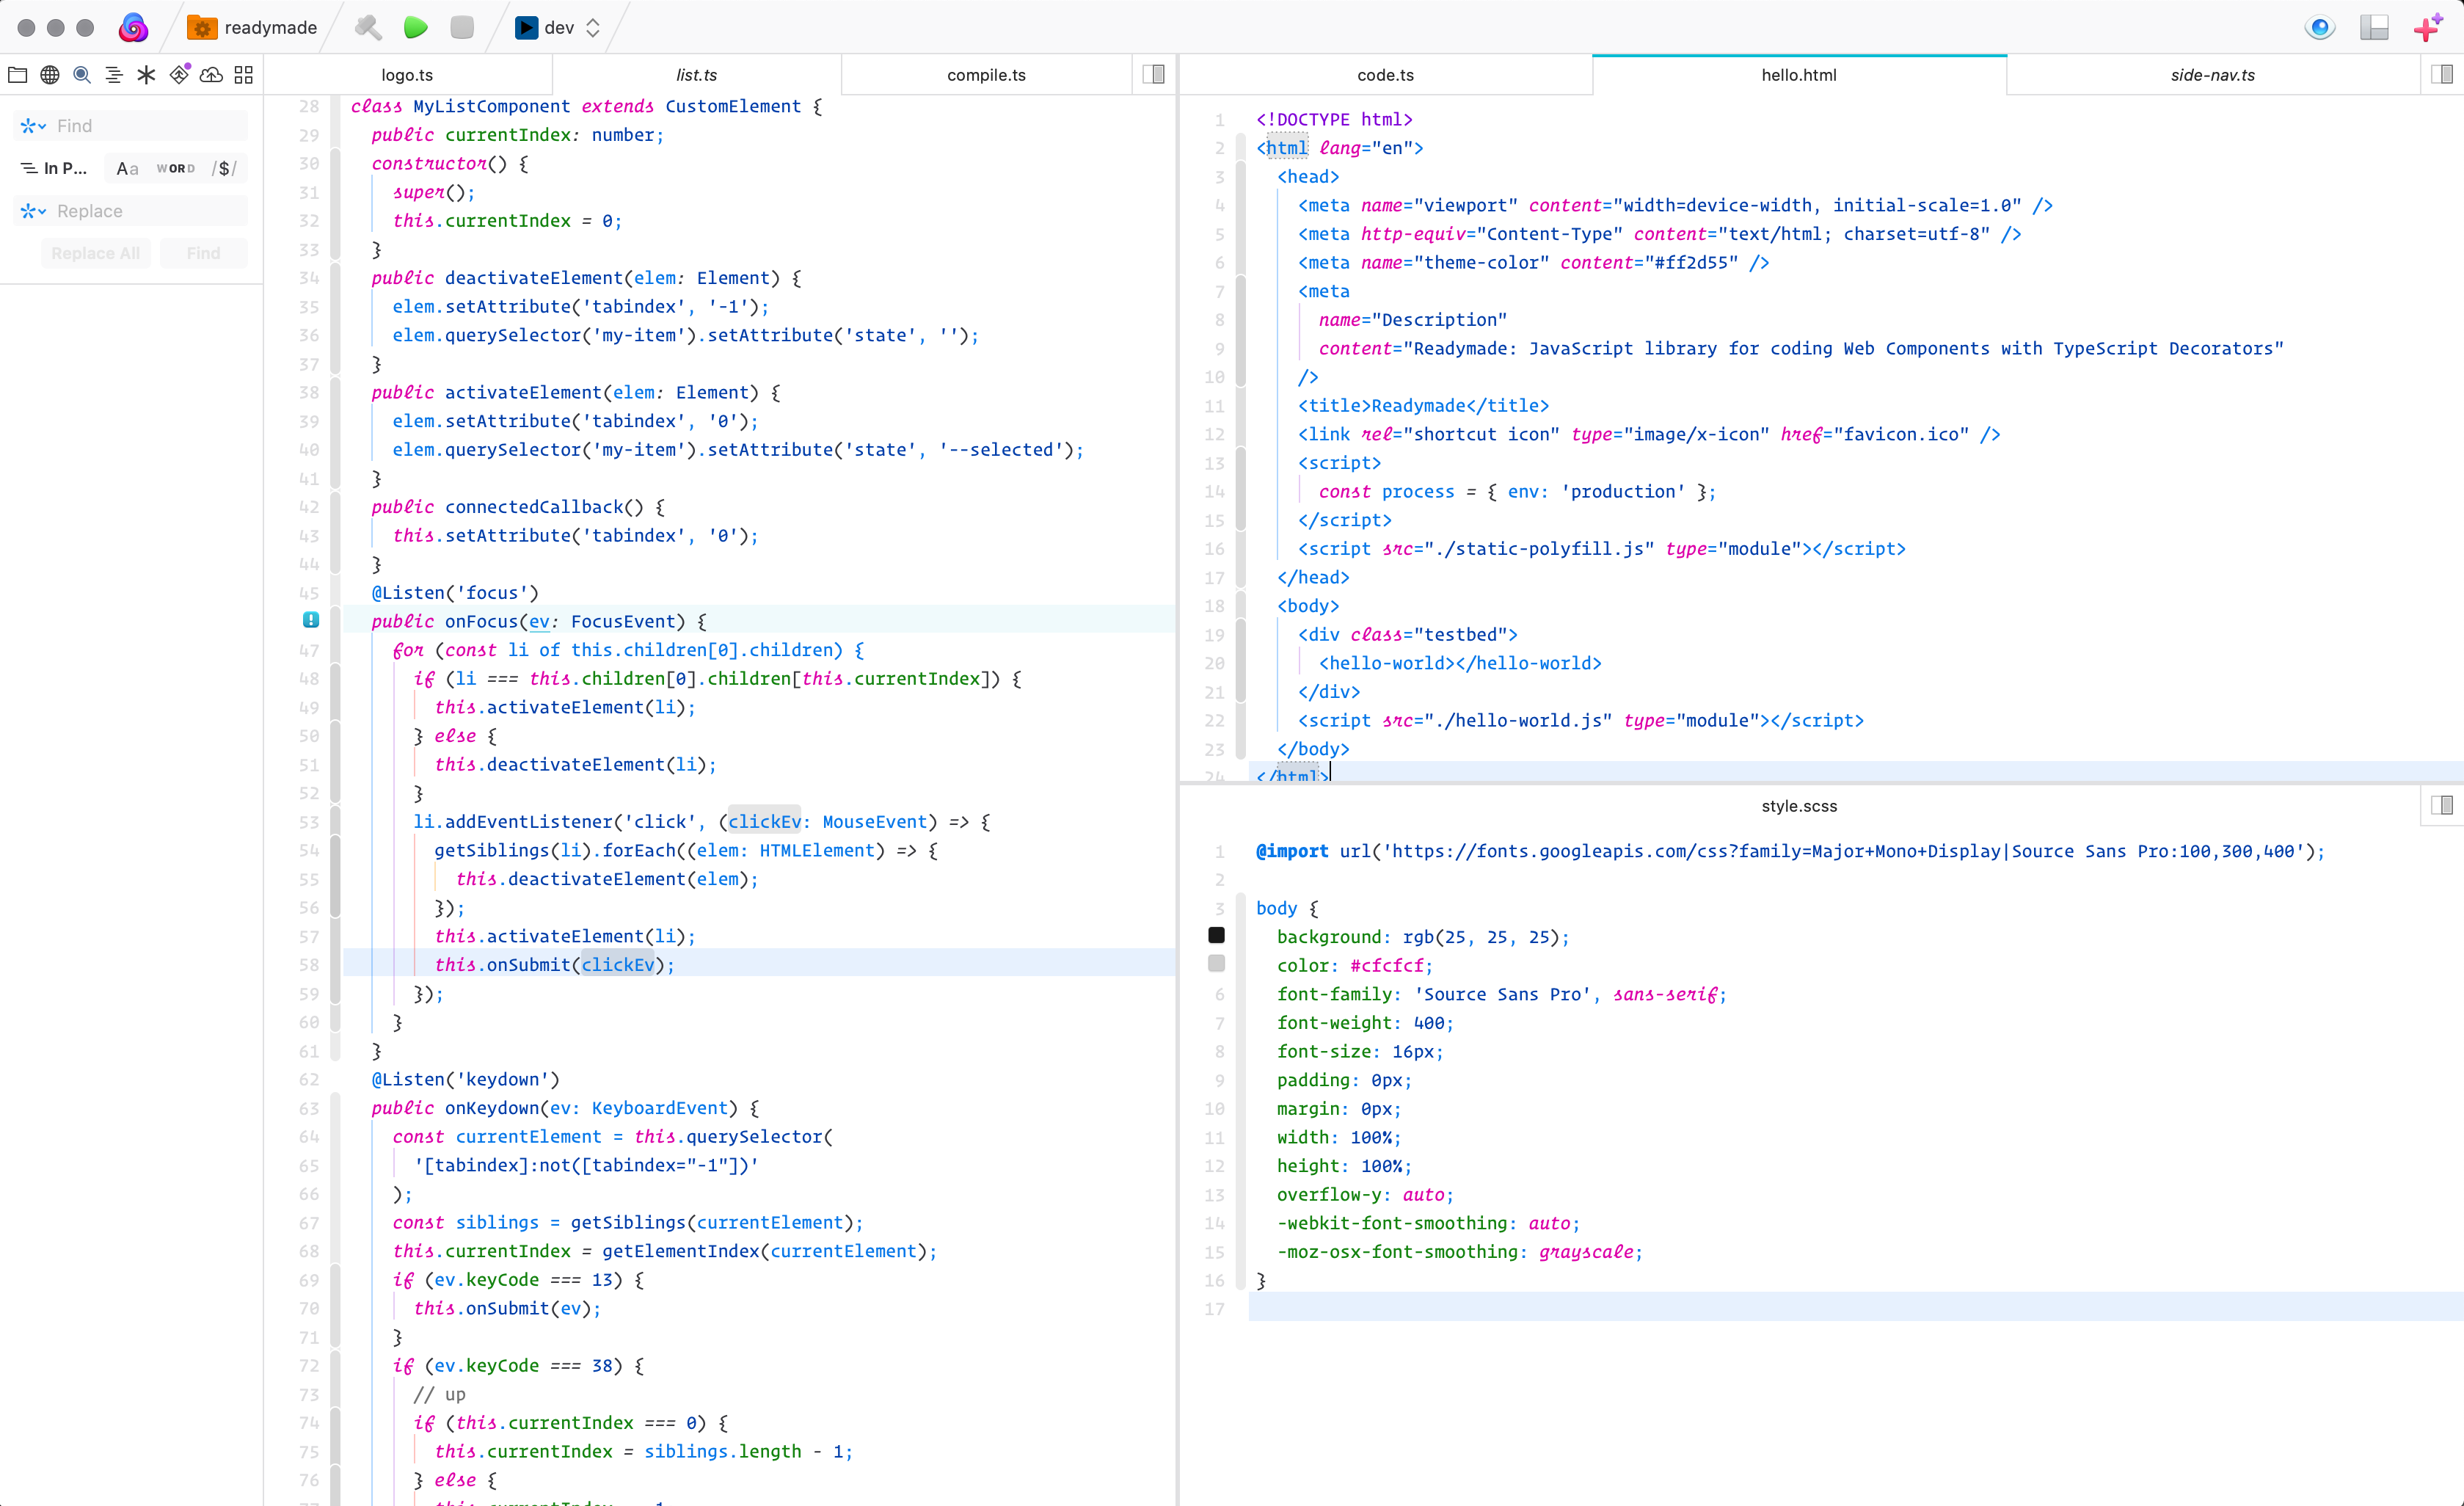 readymade
dev
Find
In P...
Aa
WORD
/$/
Replace
Replace All
Find
logo.ts
list.ts
compile.ts
28 class MyListComponent extends CustomElement {
29 public currentIndex: number;
30 constructor() {
31 super();
32 this.currentIndex = 0;
33 }
34 public deactivateElement(elem: Element) {
35 elem.setAttribute('tabindex', '-1');
36 elem.querySelector('my-item').setAttribute('state', '');
37 }
38 public activateElement(elem: Element) {
39 elem.setAttribute('tabindex', '0');
40 elem.querySelector('my-item').setAttribute('state', '--selected');
41 }
42 public connectedCallback() {
43 this.setAttribute('tabindex', '0');
44 }
45 @Listen('focus')
public onFocus(ev: FocusEvent) {
47 for (const li of this.children[0].children) {
48 if (li === this.children[0].children[this.currentIndex]) {
49 this.activateElement(li);
50 } else {
51 this.deactivateElement(li);
52 }
53 li.addEventListener('click', (clickEv: MouseEvent) => {
54 getSiblings(li).forEach((elem: HTMLElement) => {
55 this.deactivateElement(elem);
56 });
57 this.activateElement(li);
58 this.onSubmit(clickEv);
59 });
60 }
61 }
62 @Listen('keydown')
63 public onKeydown(ev: KeyboardEvent) {
64 const currentElement = this.querySelector(
65 '[tabindex]:not([tabindex="-1"])'
66 );
67 const siblings = getSiblings(currentElement);
68 this.currentIndex = getElementIndex(currentElement);
69 if (ev.keyCode === 13) {
70 this.onSubmit(ev);
71 }
72 if (ev.keyCode === 38) {
73 // up
74 if (this.currentIndex === 0) {
75 this.currentIndex = siblings.length - 1;
76 } else {
code.ts
hello.html
side-nav.ts
1 <!DOCTYPE html>
2 <html lang="en">
3 <head>
4 <meta name="viewport" content="width=device-width, initial-scale=1.0" />
5 <meta http-equiv="Content-Type" content="text/html; charset=utf-8" />
6 <meta name="theme-color" content="#ff2d55" />
7 <meta
8 name="Description"
9 content="Readymade: JavaScript library for coding Web Components with TypeScript Decorators"
10 />
11 <title>Readymade</title>
12 <link rel="shortcut icon" type="image/x-icon" href="favicon.ico" />
13 <script>
14 const process = { env: 'production' };
15 </script>
16 <script src="./static-polyfill.js" type="module"></script>
17 </head>
18 <body>
19 <div class="testbed">
20 <hello-world></hello-world>
21 </div>
22 <script src="./hello-world.js" type="module"></script>
23 </body>
24 </html>
style.scss
1 @import url('https://fonts.googleapis.com/css?family=Major+Mono+Display|Source Sans Pro:100,300,400');
2
3 body {
background: rgb(25, 25, 25);
color: #cfcfcf;
6 font-family: 'Source Sans Pro', sans-serif;
7 font-weight: 400;
8 font-size: 16px;
9 padding: 0px;
10 margin: 0px;
11 width: 100%;
12 height: 100%;
13 overflow-y: auto;
14 -webkit-font-smoothing: auto;
15 -moz-osx-font-smoothing: grayscale;
16 }
17